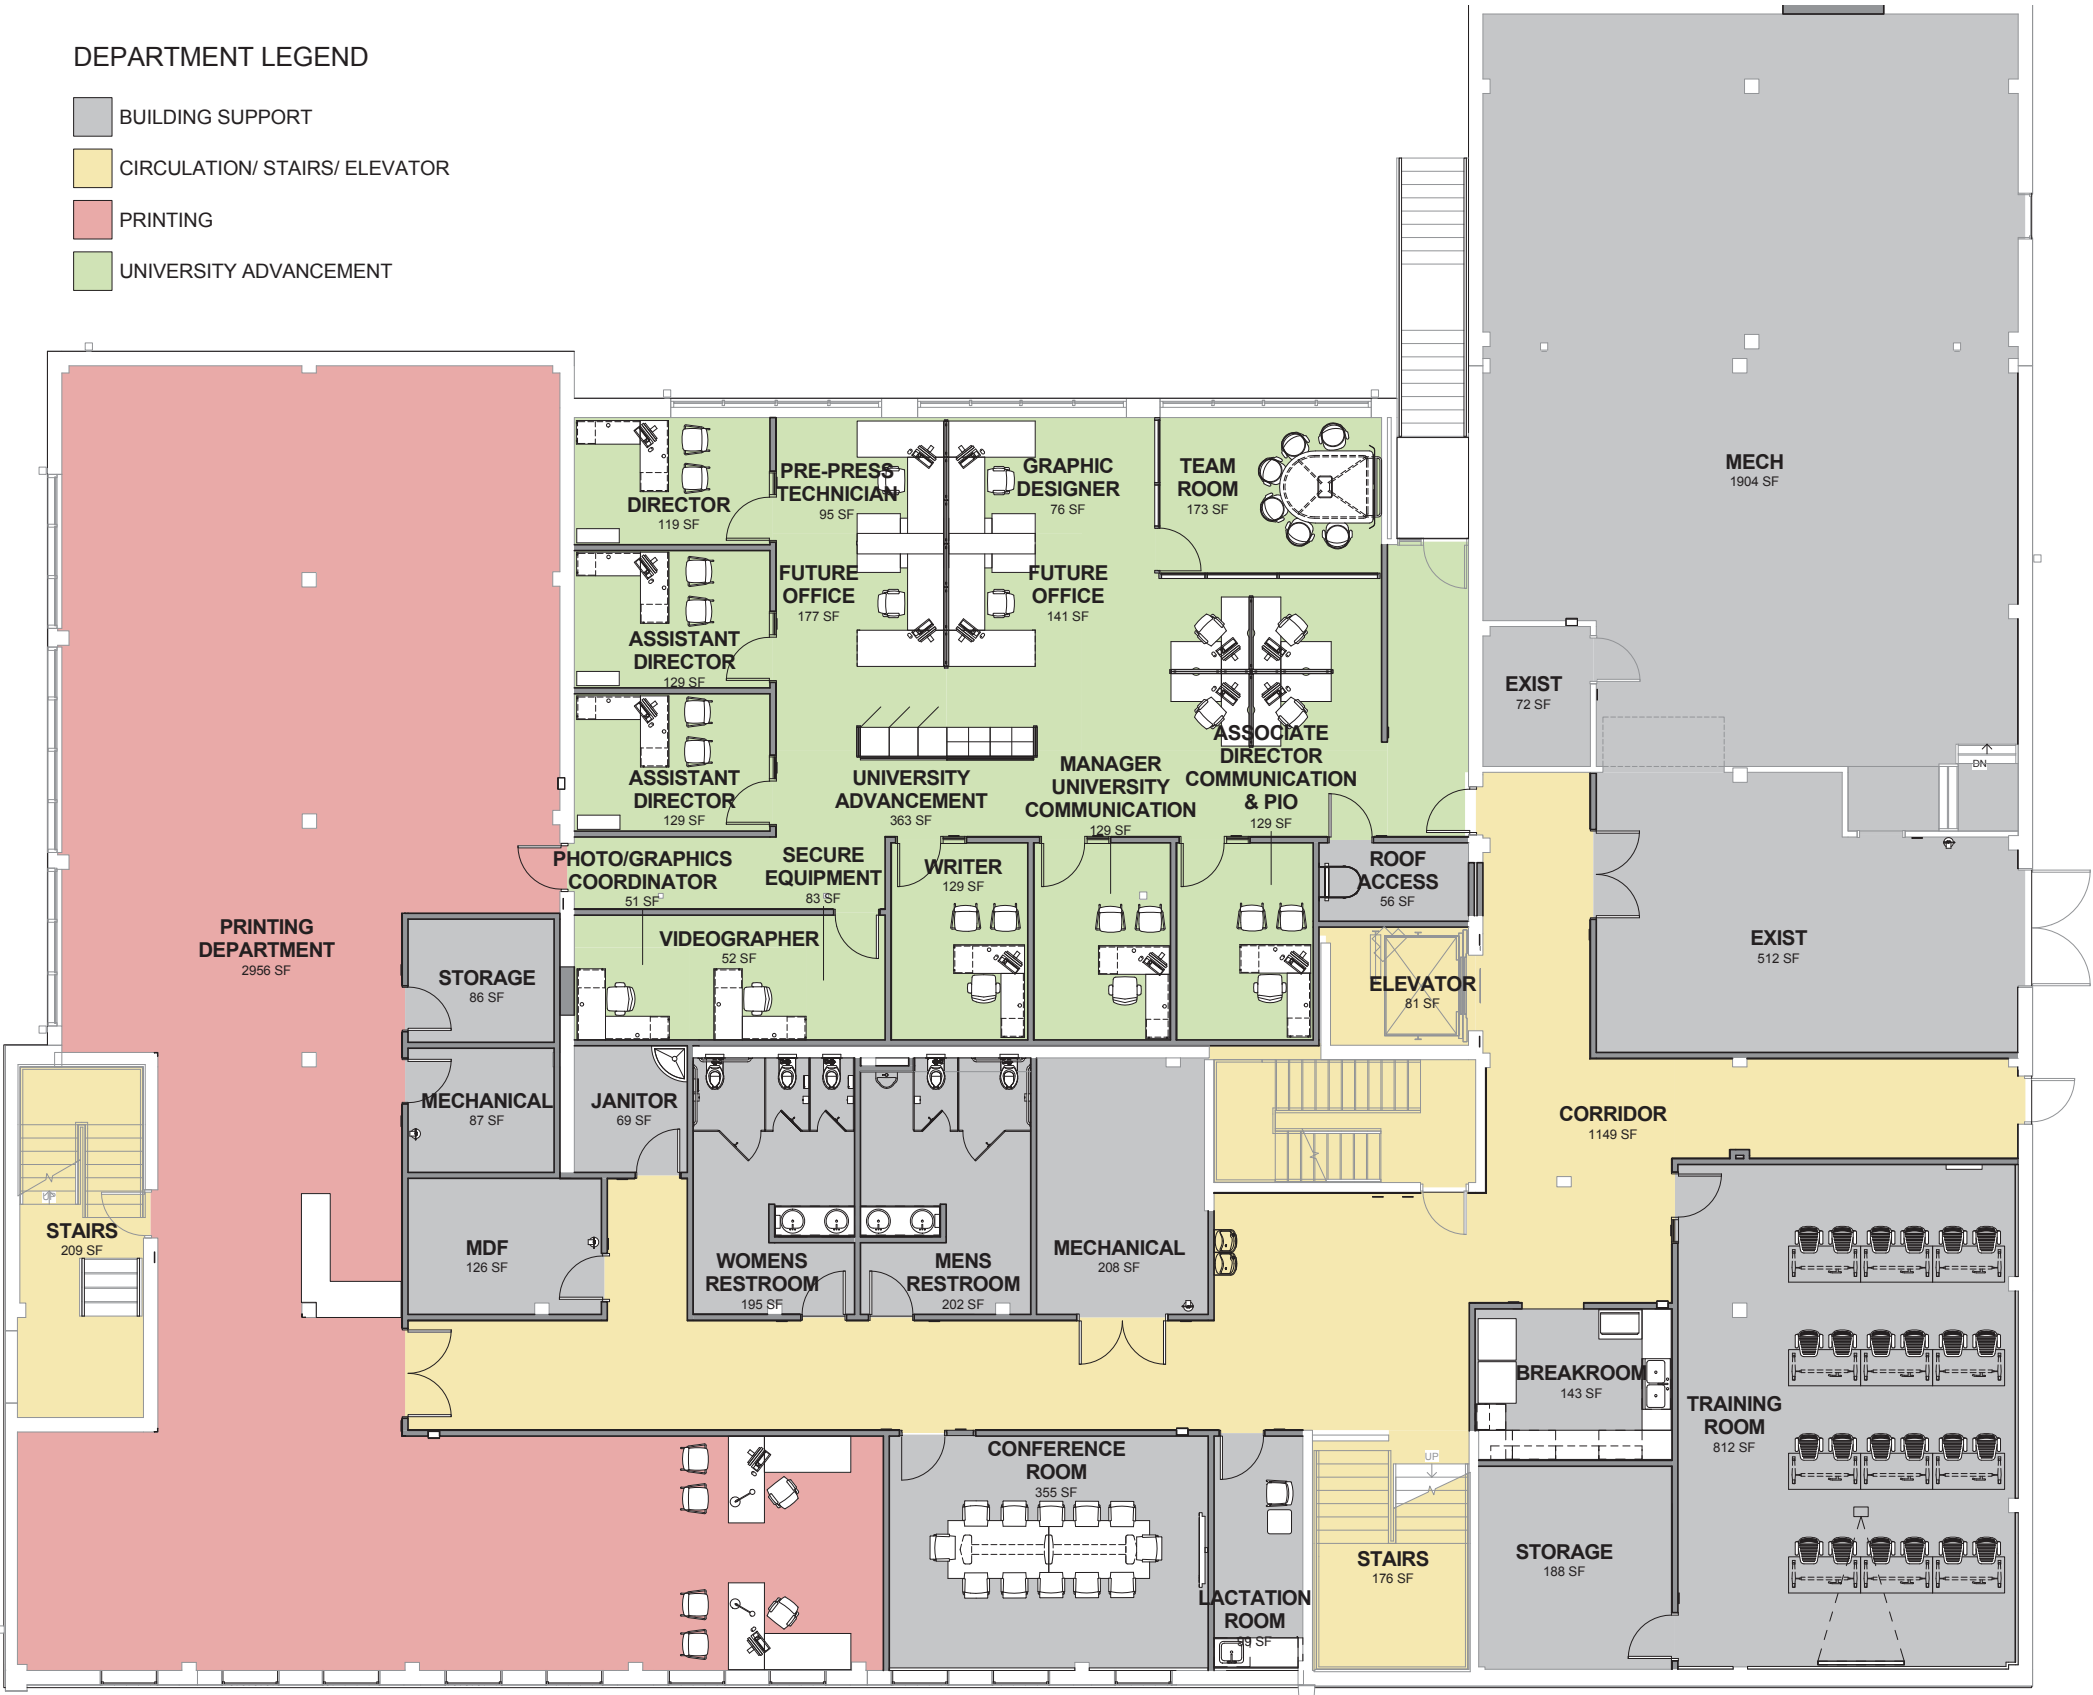 DEPARTMENT LEGEND
BUILDING SUPPORT
CIRCULATION/ STAIRS/ ELEVATOR
PRINTING
UNIVERSITY ADVANCEMENT
MECH
1904 SF
PRE-PRESS
TECHNICIAN
95 SF
GRAPHIC
DESIGNER
76 SF
TEAM
ROOM
173 SF
DIRECTOR
119 SF
FUTURE
OFFICE
177 SF
FUTURE
OFFICE
141 SF
ASSISTANT
DIRECTOR
129 SF
EXIST
72 SF
ASSISTANT
DIRECTOR
129 SF
UNIVERSITY
ADVANCEMENT
363 SF
MANAGER
UNIVERSITY
COMMUNICATION
129 SF
ASSOCIATE
DIRECTOR
COMMUNICATION
& PIO
129 SF
DN
PHOTO/GRAPHICS
COORDINATOR
51 SF
SECURE
EQUIPMENT
83 SF
WRITER
129 SF
ROOF
ACCESS
56 SF
PRINTING
DEPARTMENT
2956 SF
VIDEOGRAPHER
52 SF
EXIST
512 SF
STORAGE
86 SF
ELEVATOR
81 SF
MECHANICAL
87 SF
JANITOR
69 SF
CORRIDOR
1149 SF
UP
STAIRS
209 SF
MDF
126 SF
WOMENS
RESTROOM
195 SF
MENS
RESTROOM
202 SF
MECHANICAL
208 SF
BREAKROOM
143 SF
TRAINING
ROOM
812 SF
CONFERENCE
ROOM
355 SF
UP
STAIRS
176 SF
STORAGE
188 SF
LACTATION
ROOM
99 SF